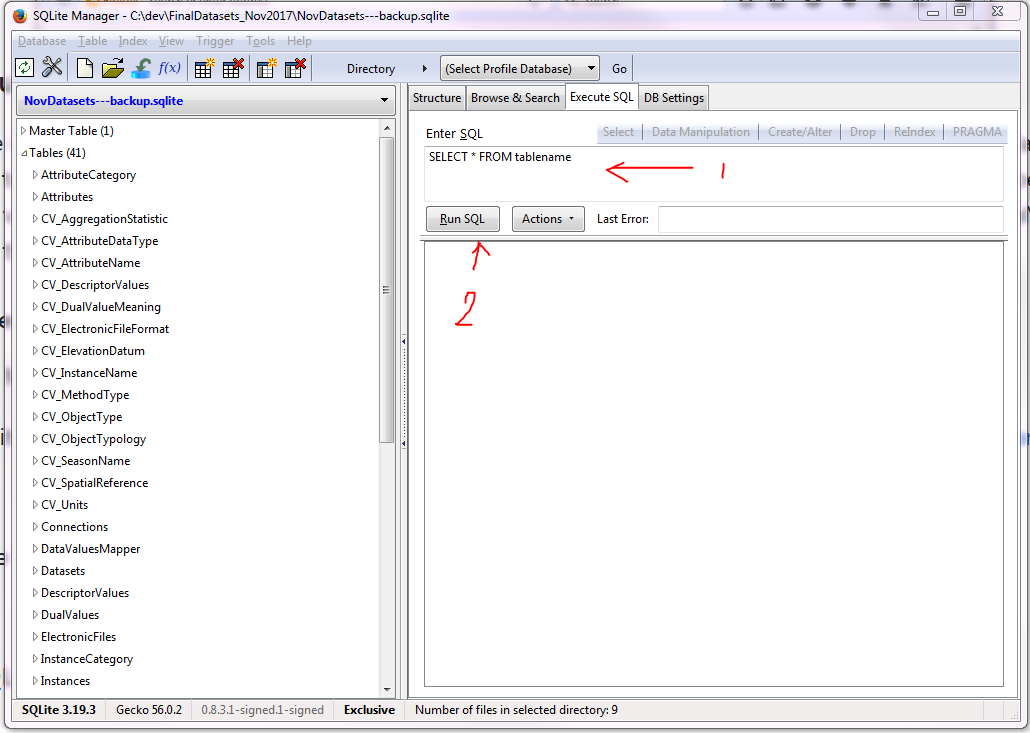 SQLite Manager - C:\dev\FinalDatasets_Nov2017\NovDatasets---backup.sqlite
Database Table Index View Trigger Tools Help
f(x) Directory (Select Profile Database) Go
NovDatasets---backup.sqlite
Structure Browse & Search Execute SQL DB Settings
Master Table (1)
Tables (41)
AttributeCategory
Attributes
CV_AggregationStatistic
CV_AttributeDataType
CV_AttributeName
CV_DescriptorValues
CV_DualValueMeaning
CV_ElectronicFileFormat
CV_ElevationDatum
CV_InstanceName
CV_MethodType
CV_ObjectType
CV_ObjectTypology
CV_SeasonName
CV_SpatialReference
CV_Units
Connections
DataValuesMapper
Datasets
DescriptorValues
DualValues
ElectronicFiles
InstanceCategory
Instances
Enter SQL Select Data Manipulation Create/Alter Drop ReIndex PRAGMA
SELECT * FROM tablename
1
Run SQL Actions Last Error:
2
SQLite 3.19.3 Gecko 56.0.2 0.8.3.1-signed.1-signed Exclusive Number of files in selected directory: 9